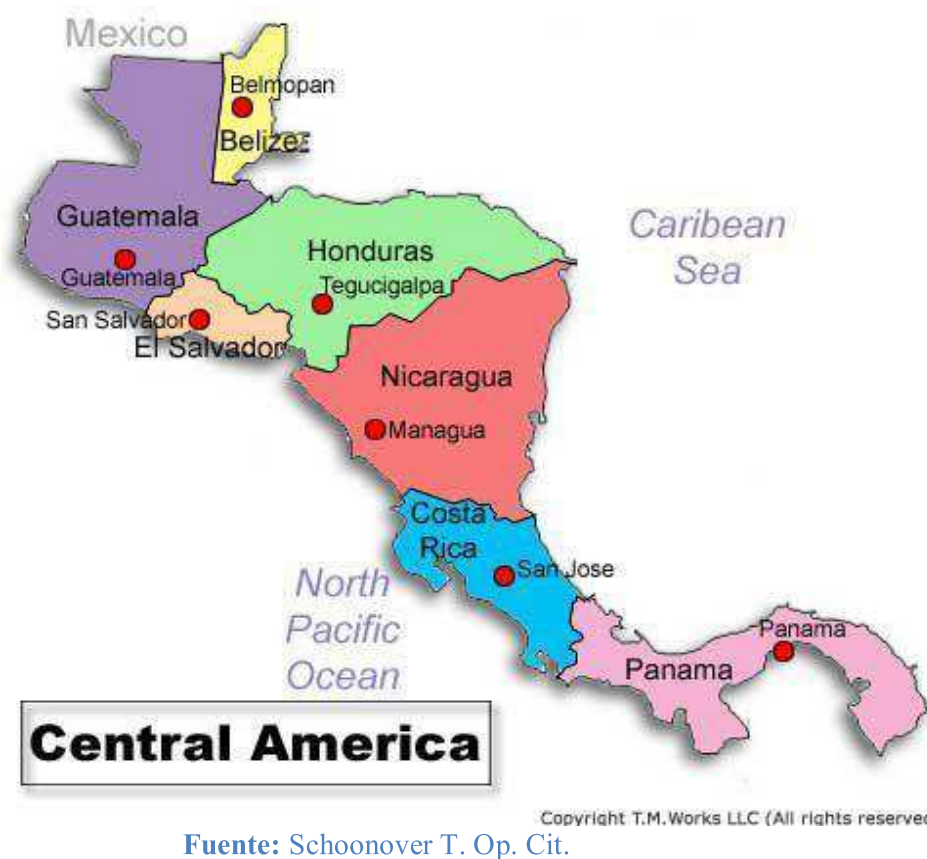 Mexico
Belmopan
Belize
Guatemala
Guatemala
Honduras
Tegucigalpa
Caribean
Sea
San Salvador
El Salvador
Nicaragua
Managua
Costa
Rica
San Jose
North
Pacific
Ocean
Panama
Panama
Central America
Copyright T.M.Works LLC (All rights reserved
Fuente: Schoonover T. Op. Cit.